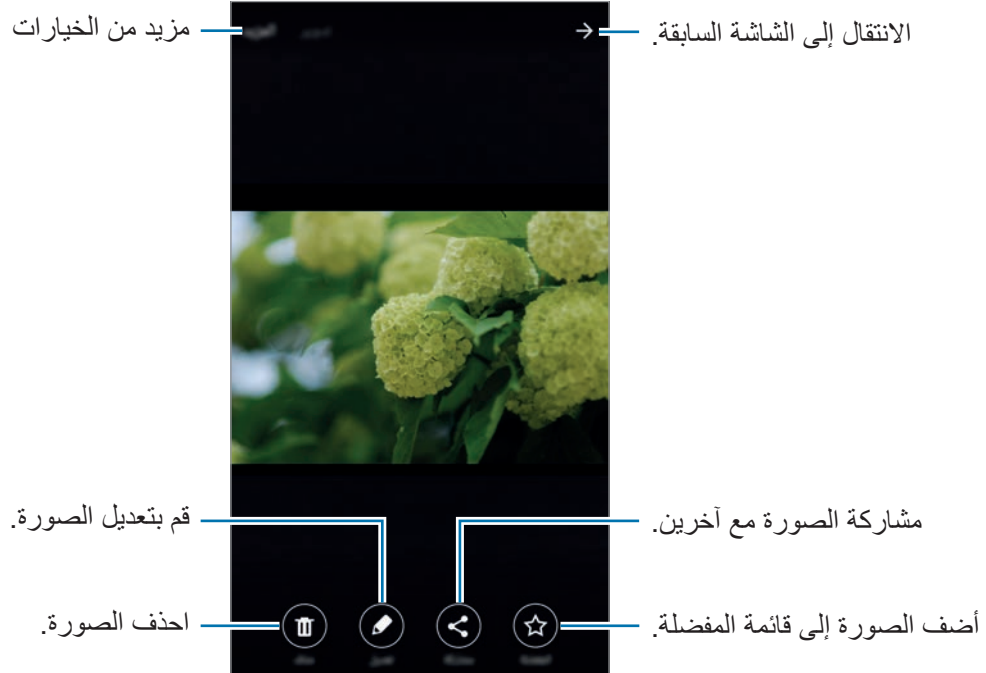 الانتقال إلى الشاشة السابقة.
مزيد من الخيارات
مشاركة الصورة مع آخرين.
قم بتعديل الصورة.
أضف الصورة إلى قائمة المفضلة.
احذف الصورة.